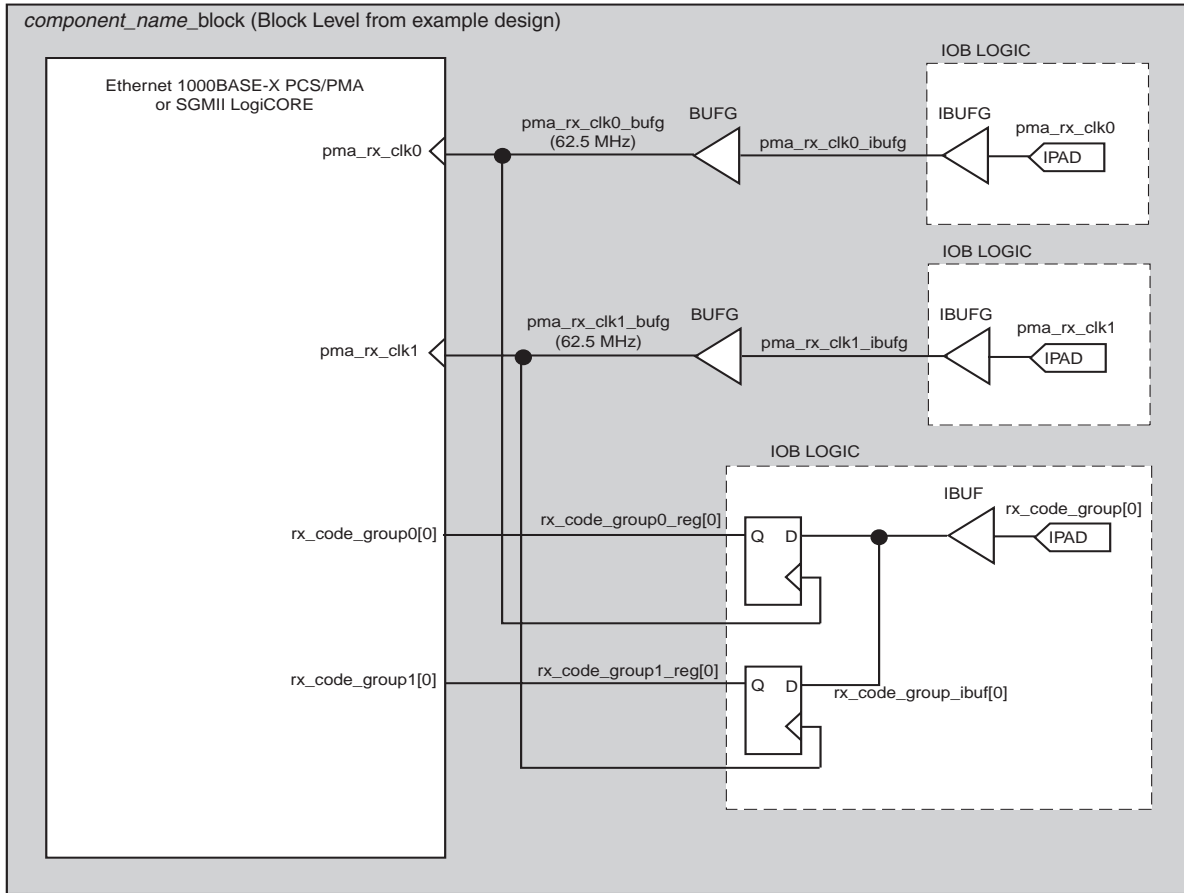 component_name_block (Block Level from example design)
Ethernet 1000BASE-X PCS/PMA
or SGMII LogiCORE
IOB LOGIC
pma_rx_clk0
pma_rx_clk0_bufg
(62.5 MHz)
BUFG
pma_rx_clk0_ibufg
IBUFG
pma_rx_clk0
IPAD
IOB LOGIC
pma_rx_clk1
pma_rx_clk1_bufg
(62.5 MHz)
BUFG
pma_rx_clk1_ibufg
IBUFG
pma_rx_clk1
IPAD
IOB LOGIC
rx_code_group0[0]
rx_code_group0_reg[0]
Q D
IBUF
rx_code_group[0]
IPAD
rx_code_group1[0]
rx_code_group1_reg[0]
Q D
rx_code_group_ibuf[0]